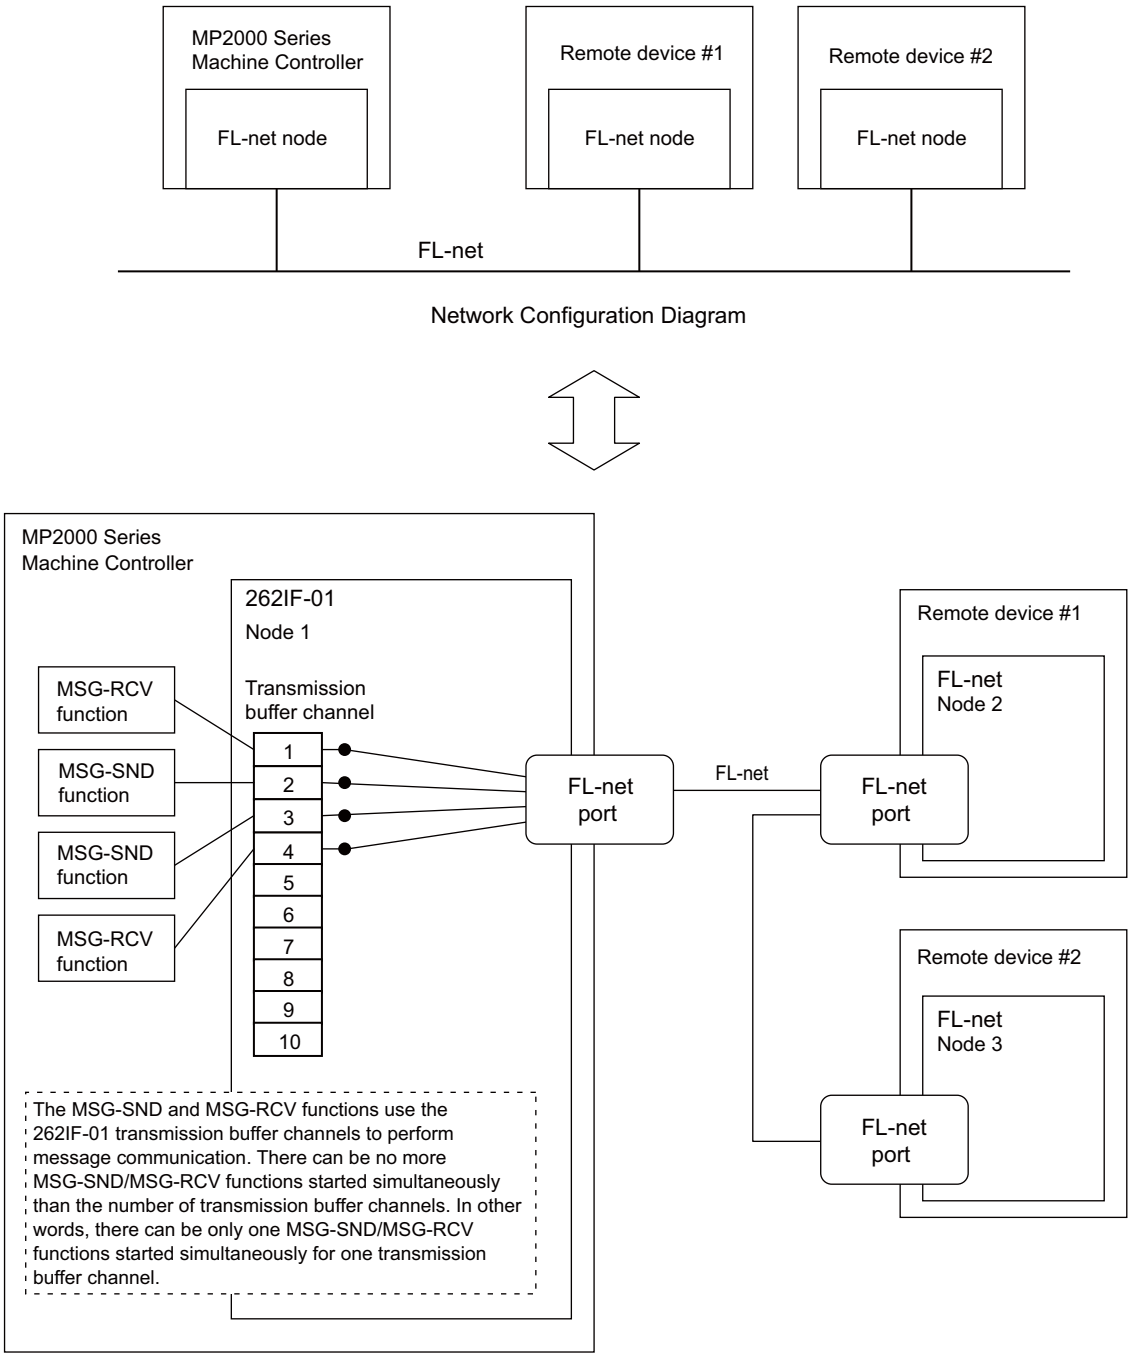 MP2000 Series
Machine Controller
FL-net node
Remote device #1
FL-net node
Remote device #2
FL-net node
FL-net
Network Configuration Diagram
MP2000 Series
Machine Controller
262IF-01
Node 1
MSG-RCV
function
MSG-SND
function
MSG-SND
function
MSG-RCV
function
Transmission
buffer channel
1
2
3
4
5
6
7
8
9
10
FL-net
port
FL-net
Remote device #1
FL-net
Node 2
FL-net
port
Remote device #2
FL-net
Node 3
FL-net
port
The MSG-SND and MSG-RCV functions use the
262IF-01 transmission buffer channels to perform
message communication. There can be no more
MSG-SND/MSG-RCV functions started simultaneously
than the number of transmission buffer channels. In other
words, there can be only one MSG-SND/MSG-RCV
functions started simultaneously for one transmission
buffer channel.